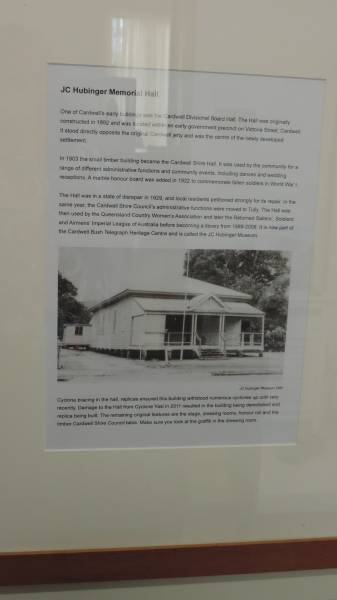 JC Hubinger Memorial Hall
One of Cardwell's early buildings was the Cardwell Divisional Board Hall. The Hall was originally
constructed in 1892 and was located within an early government precinct on Victoria Street, Cardwell.
It stood directly opposite the original Cardwell jetty and was the centre of the newly developed
settlement.
In 1903 the small timber building became the Cardwell Shire Hall. It was used by the community for a
range of different administrative functions and community events, including dances and wedding
receptions. A marble honour board was added in 1922 to commemorate fallen soldiers in World War I.
The Hall was in a state of disrepair in 1929, and local residents petitioned strongly for its repair. In the
same year, the Cardwell Shire Council's administrative functions were moved to Tully. The Hall was
then used by the Queensland Country Women's Association and later the Returned Sailors', Soldiers'
and Airmens' Imperial League of Australia before becoming a library from 1989-2008. It is now part of
the Cardwell Bush Telegraph Heritage Centre and is called the JC Hubinger Museum.
JC Hubinger Museum
Cyclone bracing in the hall, replicas ensured this building withstood numerous cyclones up until very
recently. Damage to the Hall from Cyclone Yasi in 2011 resulted in the building being demolished and
replica being built. The remaining original features are the stage, dressing rooms, honour roll and the
timber Cardwell Shire Council table. Make sure you look at the graffiti in the dressing room.